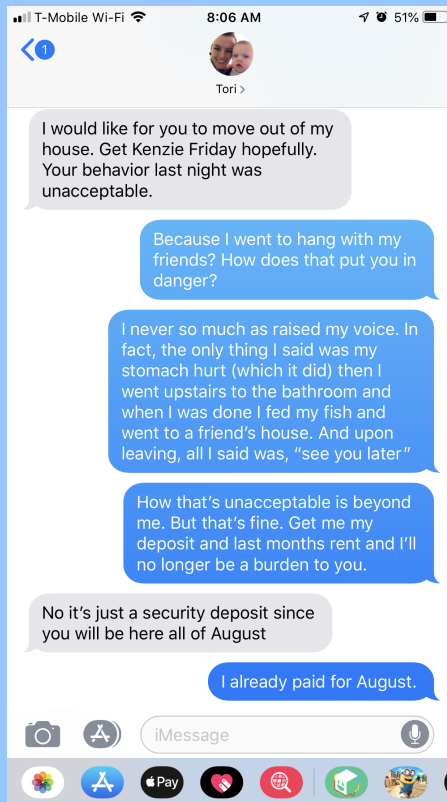 T-Mobile Wi-Fi 8:06 AM 51%
1
Tori >
I would like for you to move out of my
house. Get Kenzie Friday hopefully.
Your behavior last night was
unacceptable.
Because I went to hang with my
friends? How does that put you in
danger?
I never so much as raised my voice. In
fact, the only thing I said was my
stomach hurt (which it did) then I
went upstairs to the bathroom and
when I was done I fed my fish and
went to a friend’s house. And upon
leaving, all I said was, “see you later”
How that’s unacceptable is beyond
me. But that’s fine. Get me my
deposit and last months rent and I’ll
no longer be a burden to you.
No it’s just a security deposit since
you will be here all of August
I already paid for August.
iMessage
Pay